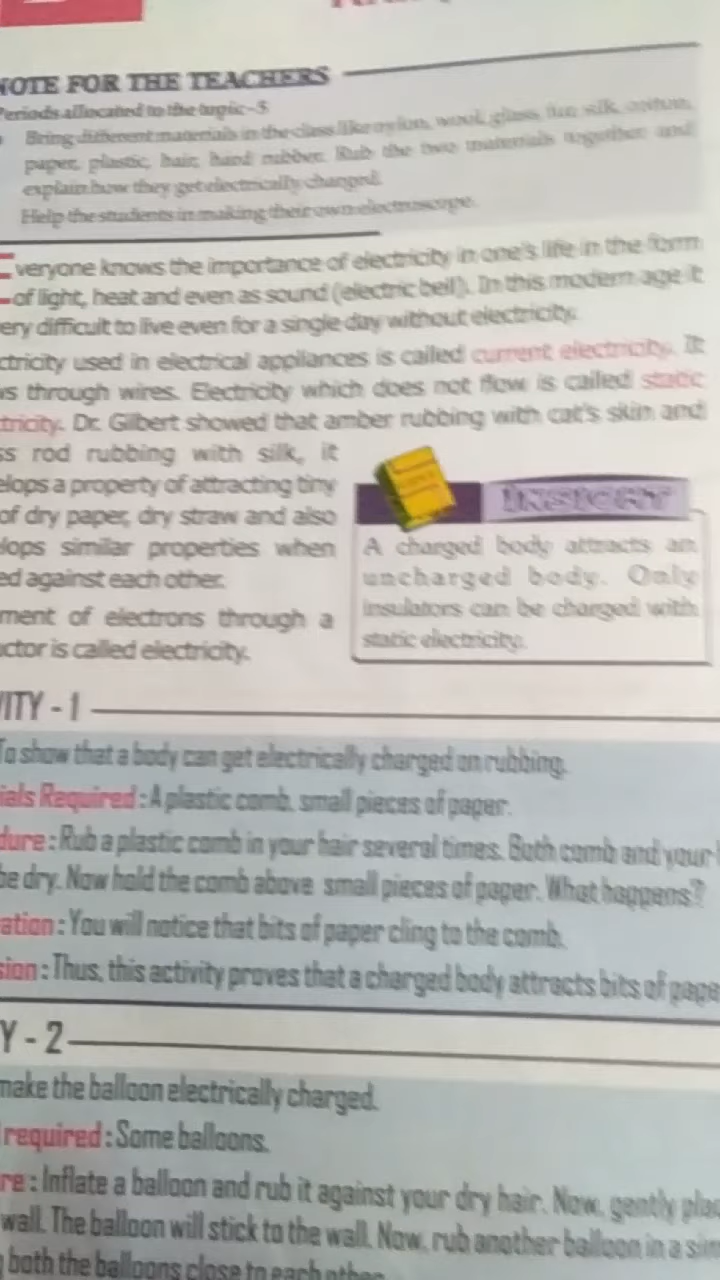 NOTE FOR THE TEACHERS
Periods allocated to the topic-5
Bring different materials in the class like nylon, wool, glass, fur, silk, cotton,
paper, plastic, hair, hard rubber. Rub the two materials together and
explain how they get electrically charged.
Help the students in making their own electroscope.
Everyone knows the importance of electricity in one's life in the form
of light, heat and even as sound (electric bell). In this modern age it
ery difficult to live even for a single day without electricity.
ctricity used in electrical appliances is called current electricity. It
ws through wires. Electricity which does not flow is called static
tricity. Dr. Gilbert showed that amber rubbing with cat's skin and
ss rod rubbing with silk, it
elops a property of attracting tiny
of dry paper, dry straw and also
lops similar properties when
ed against each other.
ment of electrons through a
uctor is called electricity.
A charged body attracts an
uncharged body. Only
insulators can be charged with
static electricity.
VITY - 1
To show that a body can get electrically charged on rubbing.
ials Required : A plastic comb, small pieces of paper.
dure : Rub a plastic comb in your hair several times. Both comb and your
be dry. Now hold the comb above small pieces of paper. What happens?
ation : You will notice that bits of paper cling to the comb.
sion : Thus, this activity proves that a charged body attracts bits of pape
Y - 2
make the balloon electrically charged.
required : Some balloons.
re : Inflate a balloon and rub it against your dry hair. Now, gently plac
wall. The balloon will stick to the wall. Now, rub another balloon in a sim
both the balloons close to each other.